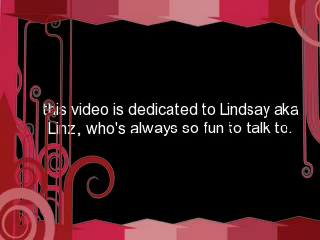 this video is dedicated to Lindsay aka
Linz, who's always so fun to talk to.